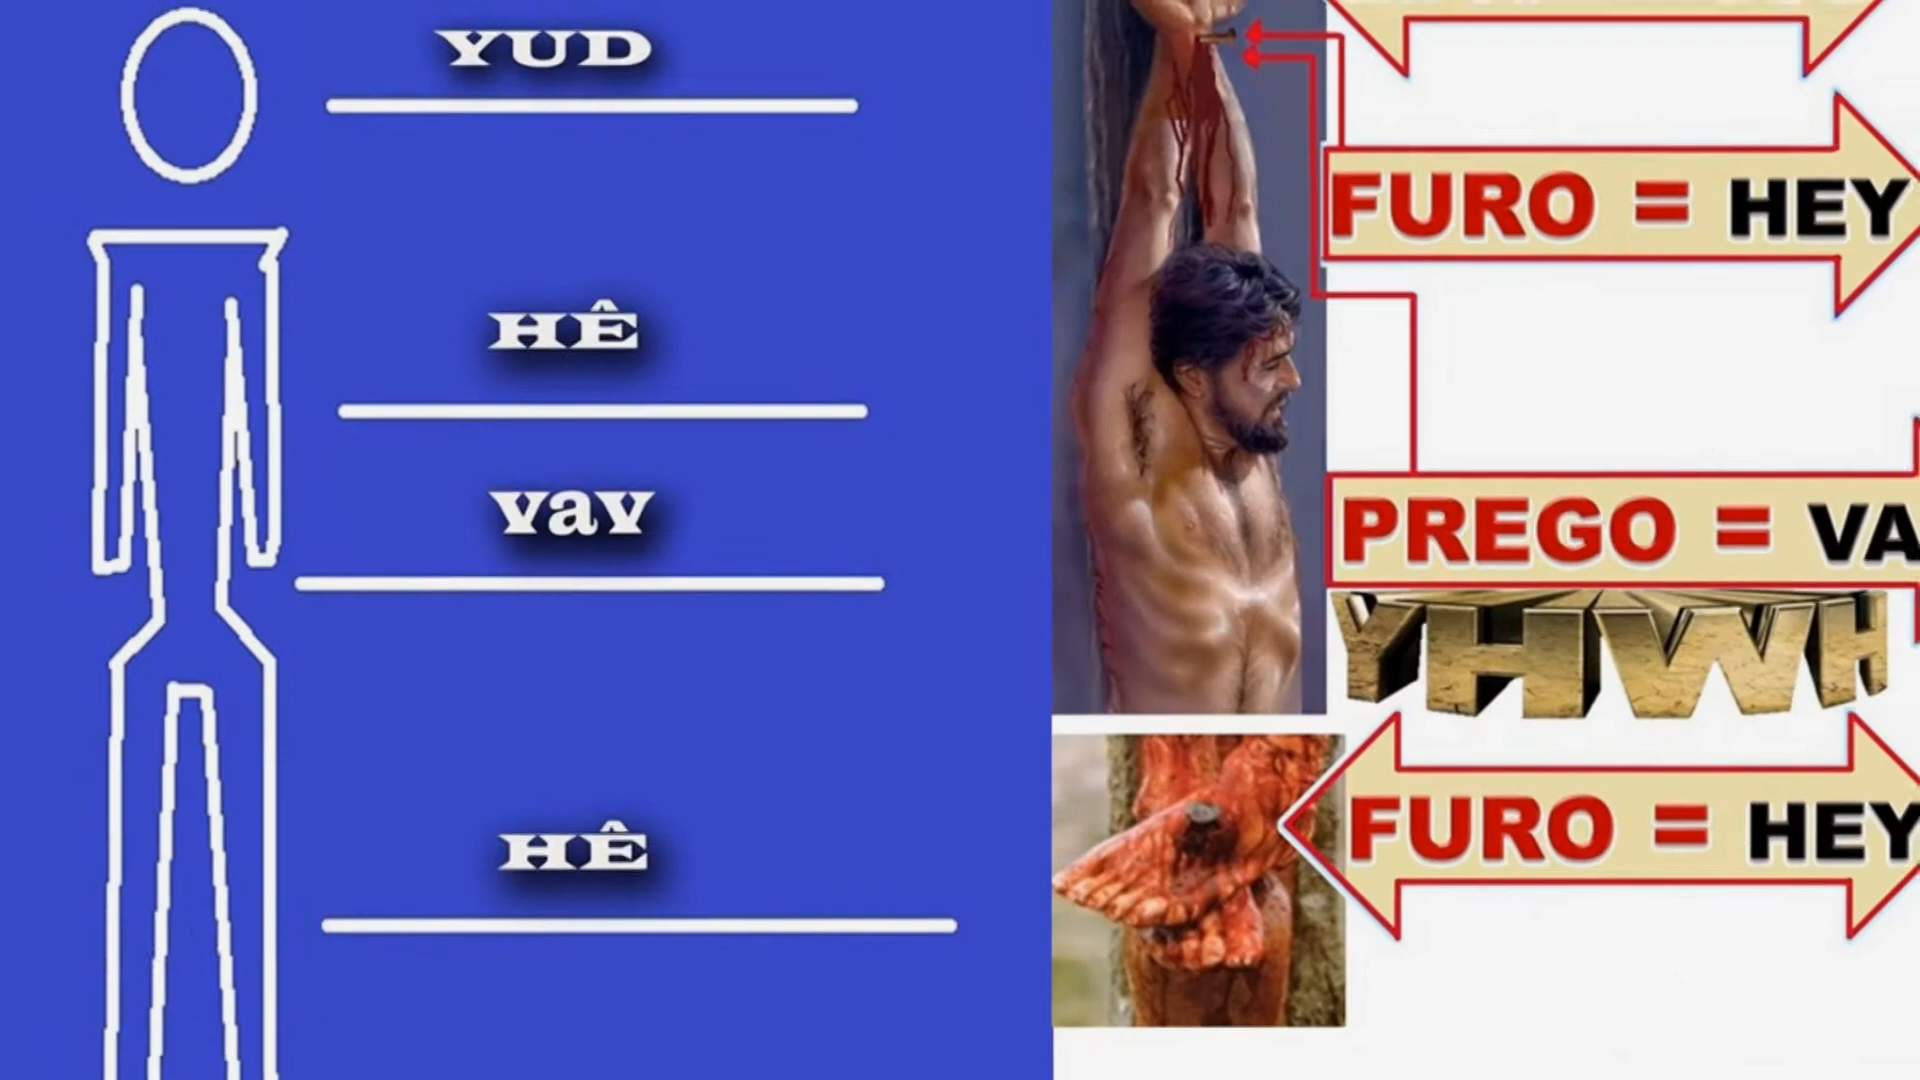 YUD
HÊ
vav
HÊ
FURO = HEY
PREGO = VA
YHWH
FURO = HEY